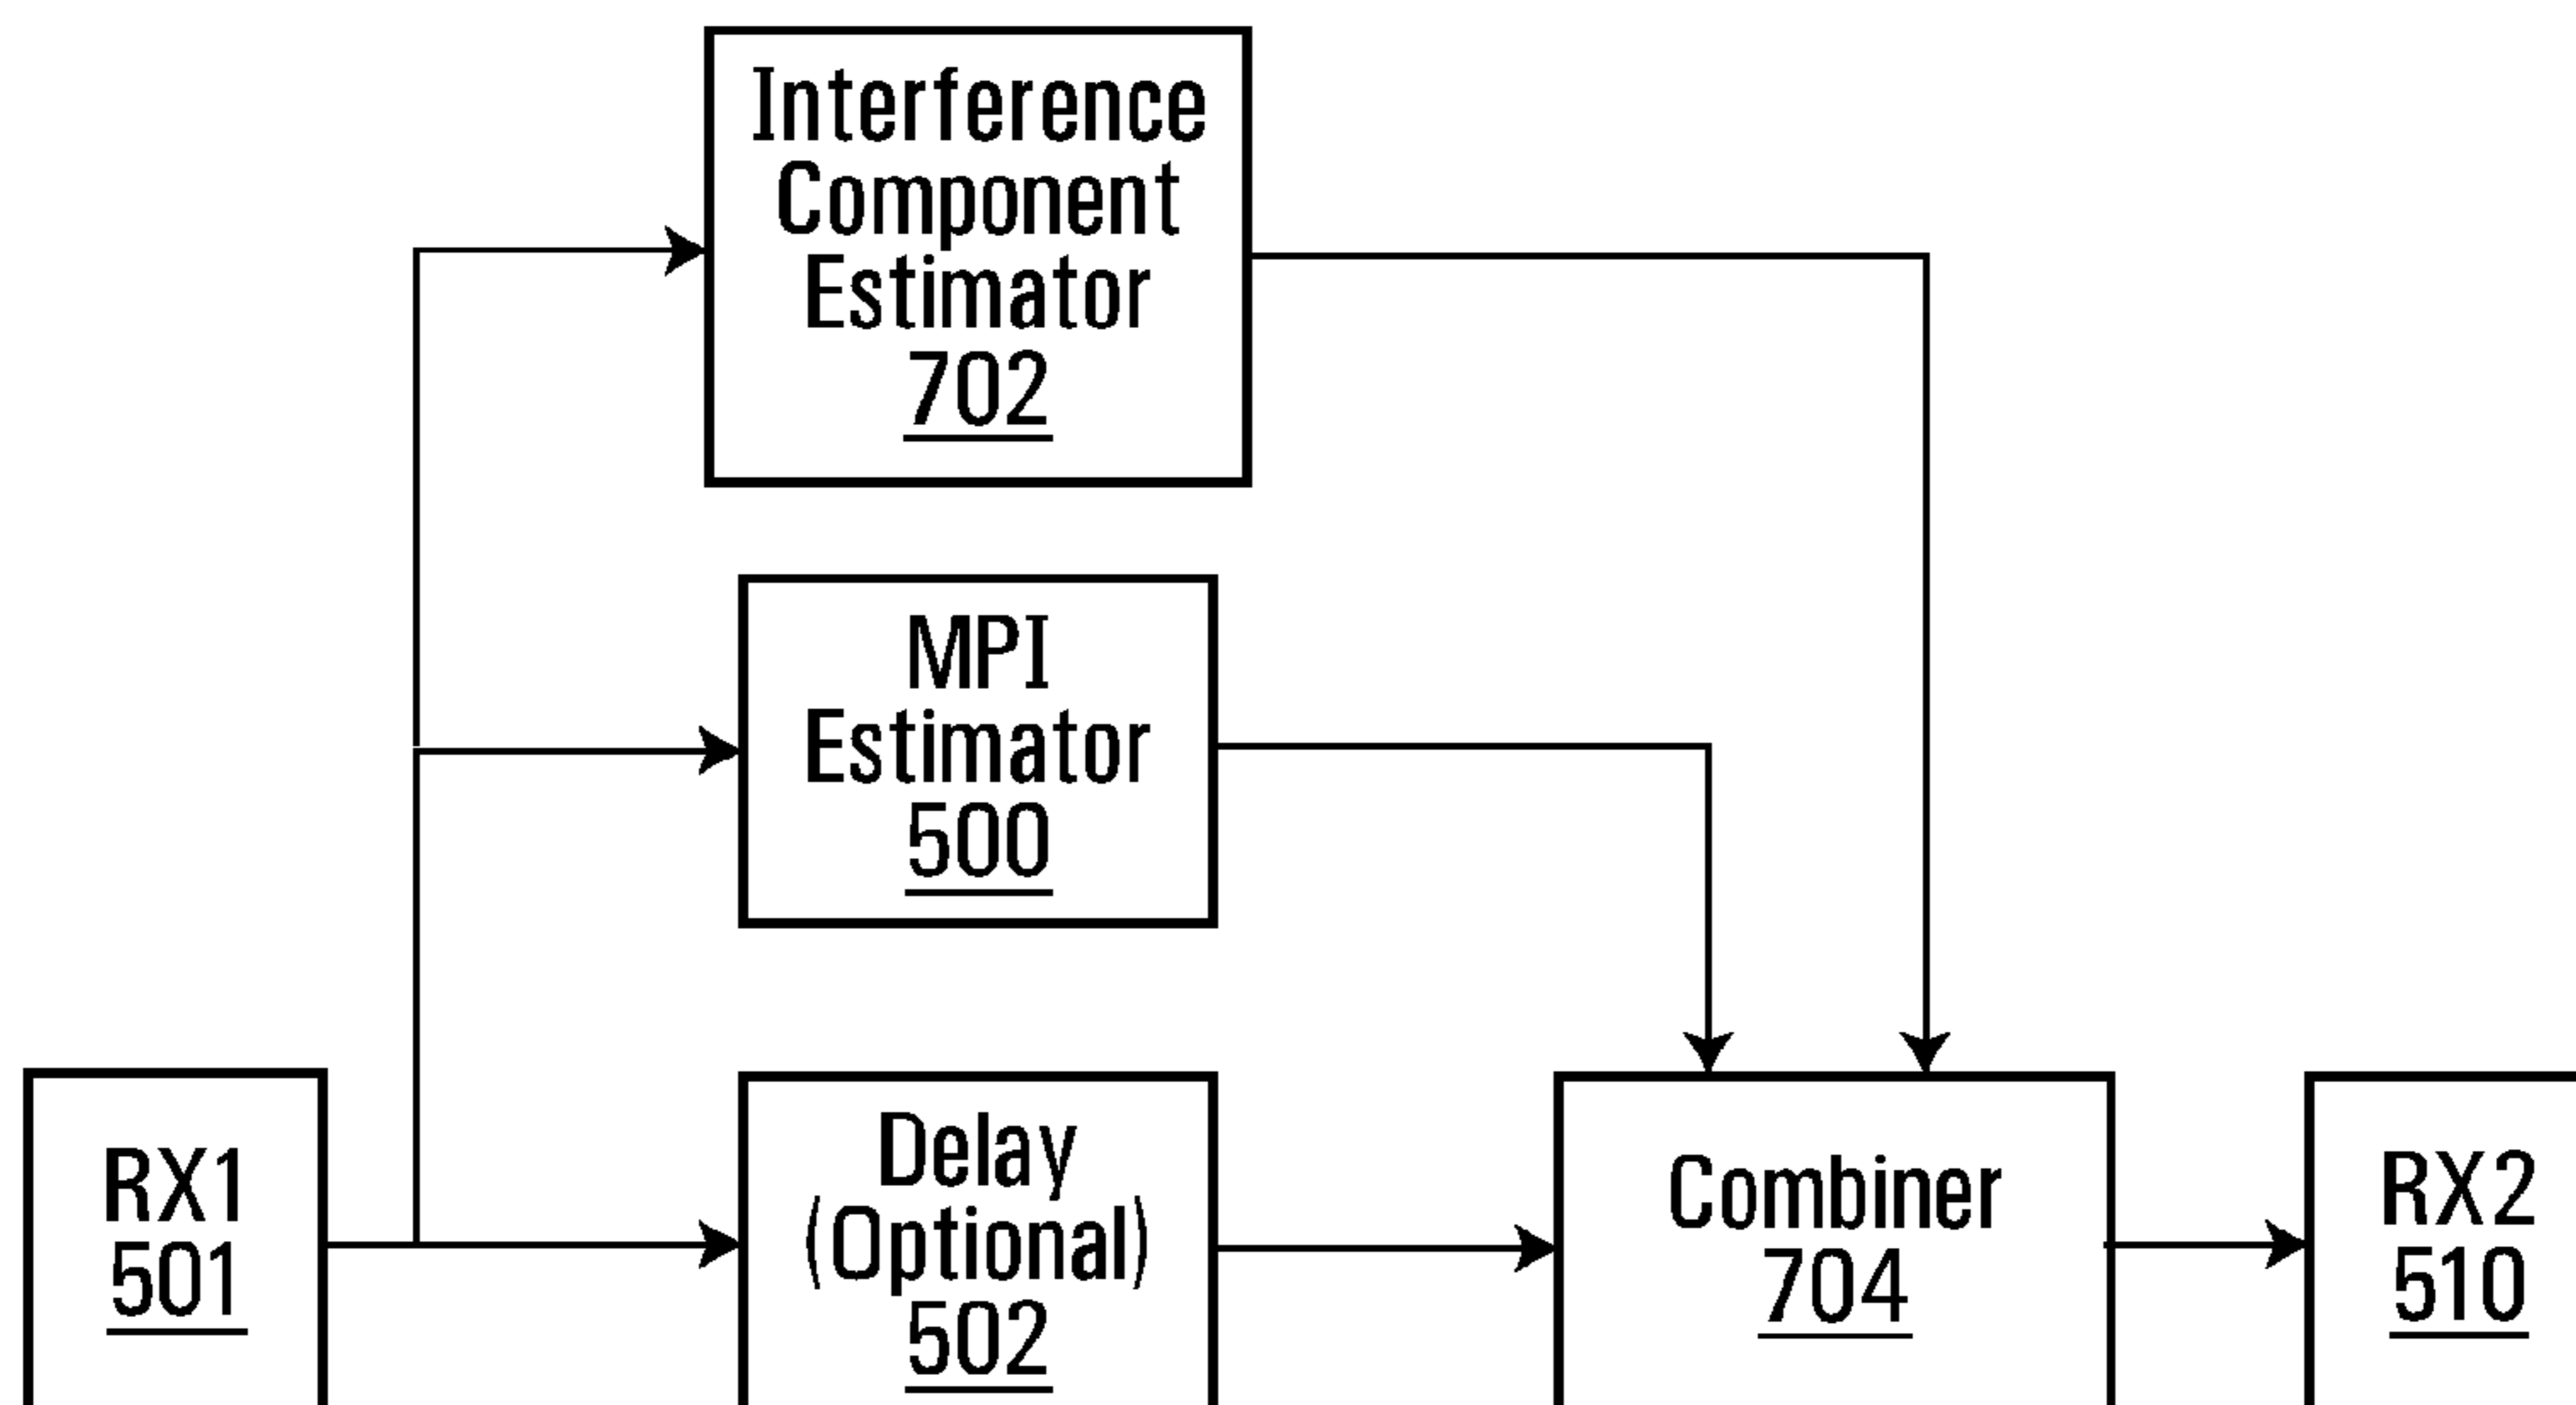 Interference
Component
Estimator
702
MPI
Estimator
500
RX1
501
Delay
(Optional)
502
Combiner
704
RX2
510